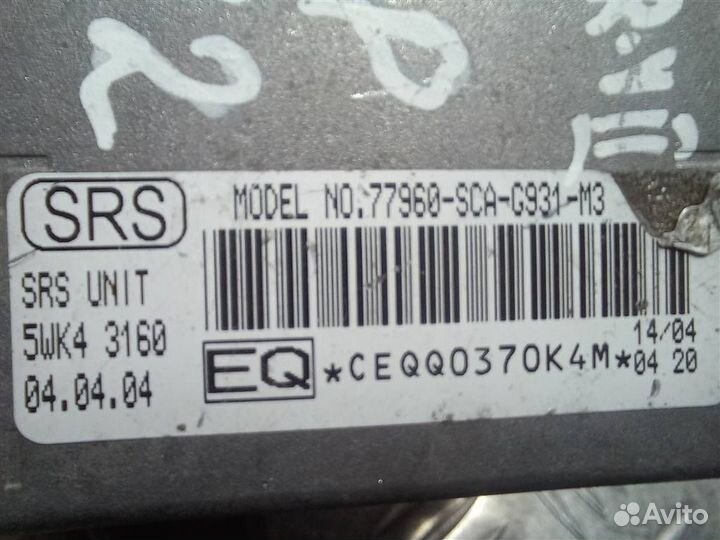 P
2
SRS
MODEL NO.77960-SCA-G931-M3
SRS UNIT
5WK4 3160
04.04.04
14/04
EQ
*CEQQ0370K4M*
04 20
Avito